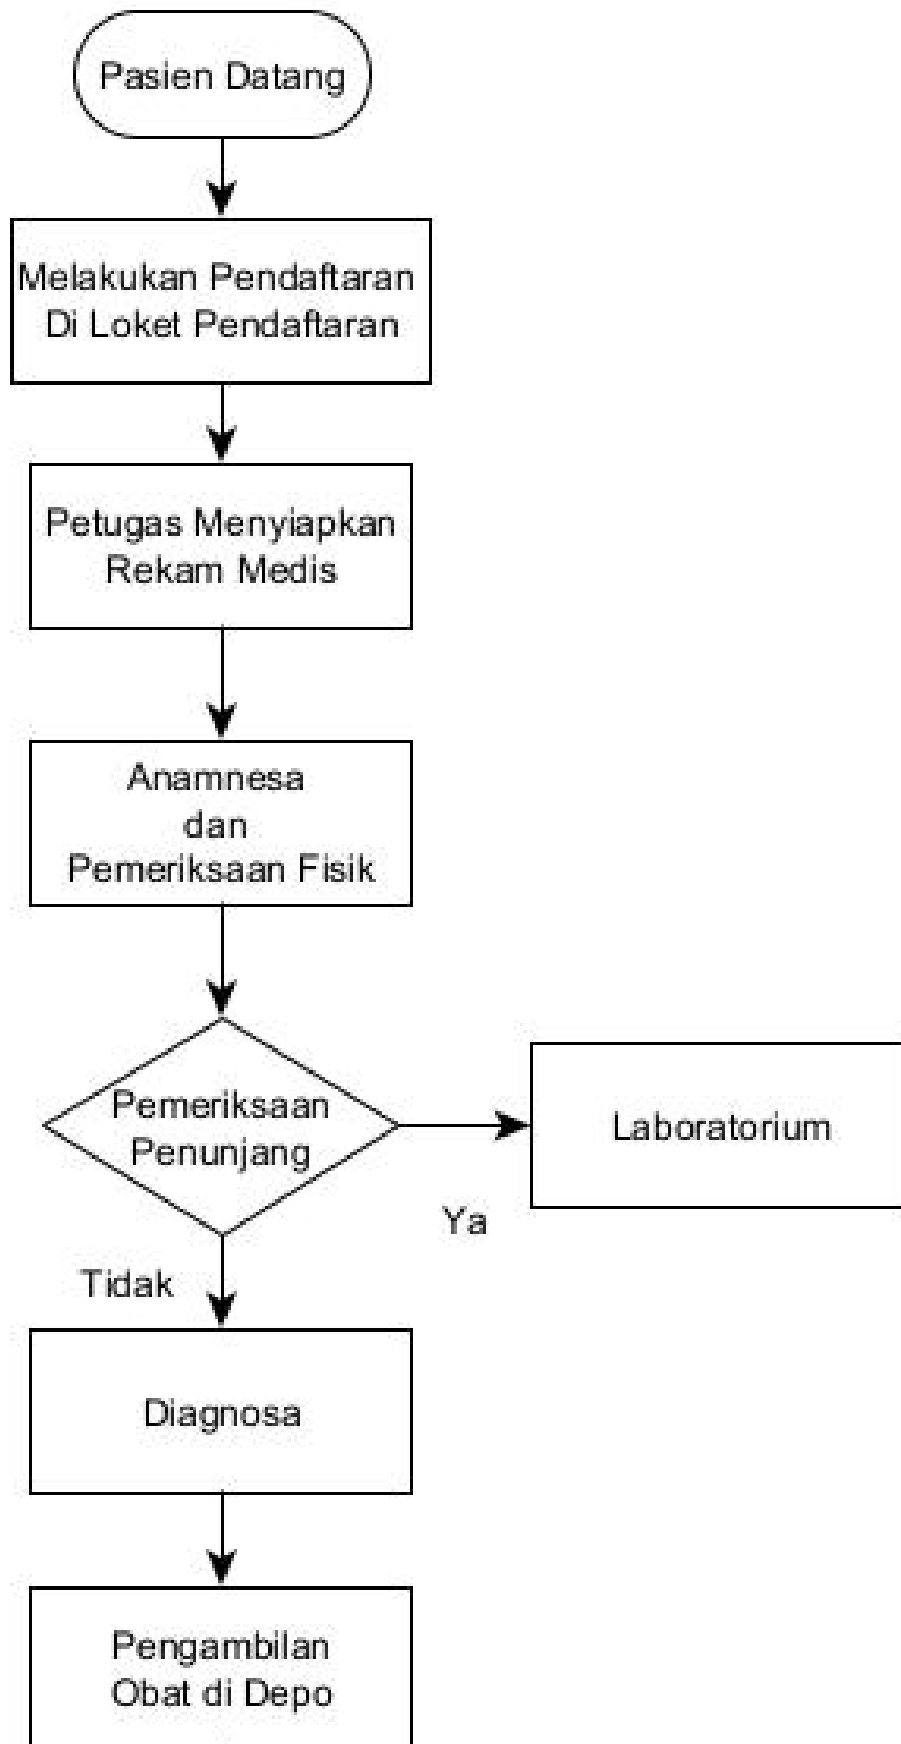 Pasien Datang
Melakukan Pendaftaran
Di Loket Pendaftaran
Petugas Menyiapkan
Rekam Medis
Anamnesa
dan
Pemeriksaan Fisik
Pemeriksaan
Penunjang
Laboratorium
Ya
Tidak
Diagnosa
Pengambilan
Obat di Depo